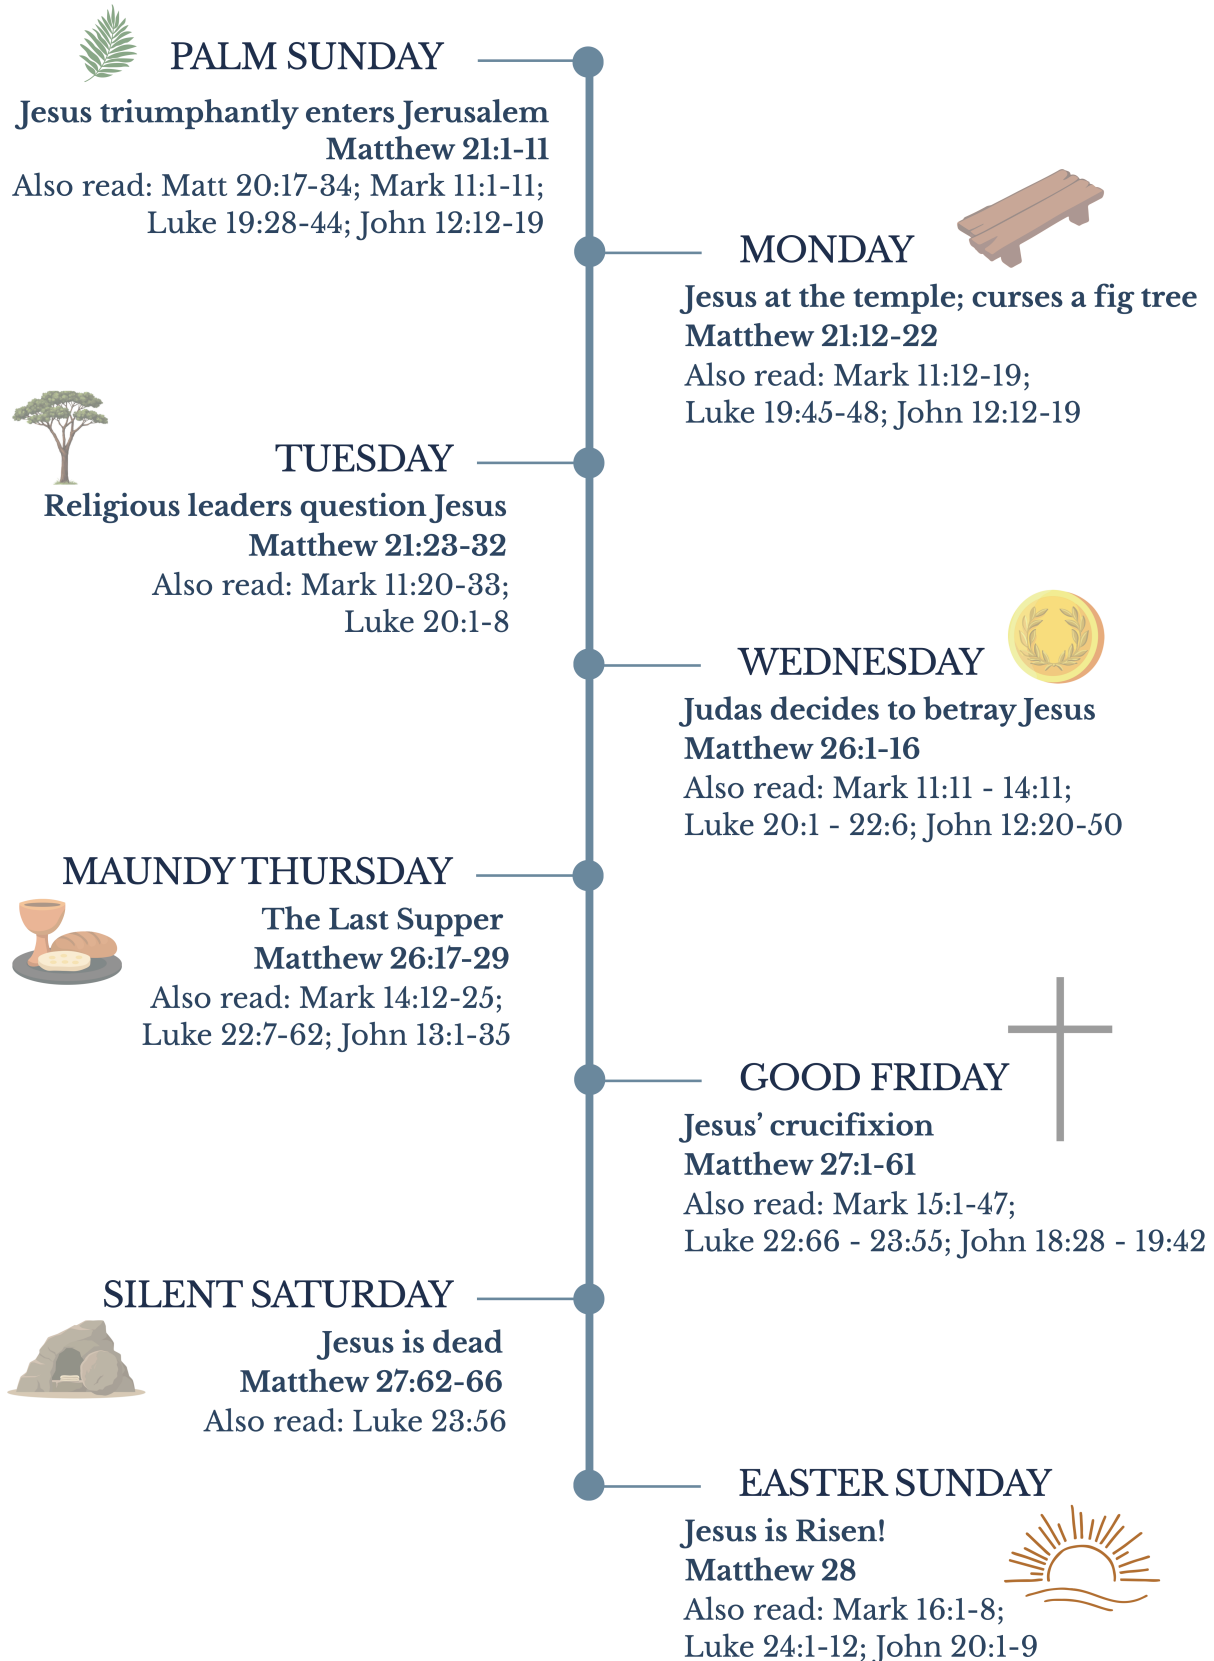 PALM SUNDAY
Jesus triumphantly enters Jerusalem
Matthew 21:1-11
Also read: Matt 20:17-34; Mark 11:1-11;
Luke 19:28-44; John 12:12-19
MONDAY
Jesus at the temple; curses a fig tree
Matthew 21:12-22
Also read: Mark 11:12-19;
Luke 19:45-48; John 12:12-19
TUESDAY
Religious leaders question Jesus
Matthew 21:23-32
Also read: Mark 11:20-33;
Luke 20:1-8
WEDNESDAY
Judas decides to betray Jesus
Matthew 26:1-16
Also read: Mark 11:11 - 14:11;
Luke 20:1 - 22:6; John 12:20-50
MAUNDY THURSDAY
The Last Supper
Matthew 26:17-29
Also read: Mark 14:12-25;
Luke 22:7-62; John 13:1-35
GOOD FRIDAY
Jesus’ crucifixion
Matthew 27:1-61
Also read: Mark 15:1-47;
Luke 22:66 - 23:55; John 18:28 - 19:42
SILENT SATURDAY
Jesus is dead
Matthew 27:62-66
Also read: Luke 23:56
EASTER SUNDAY
Jesus is Risen!
Matthew 28
Also read: Mark 16:1-8;
Luke 24:1-12; John 20:1-9